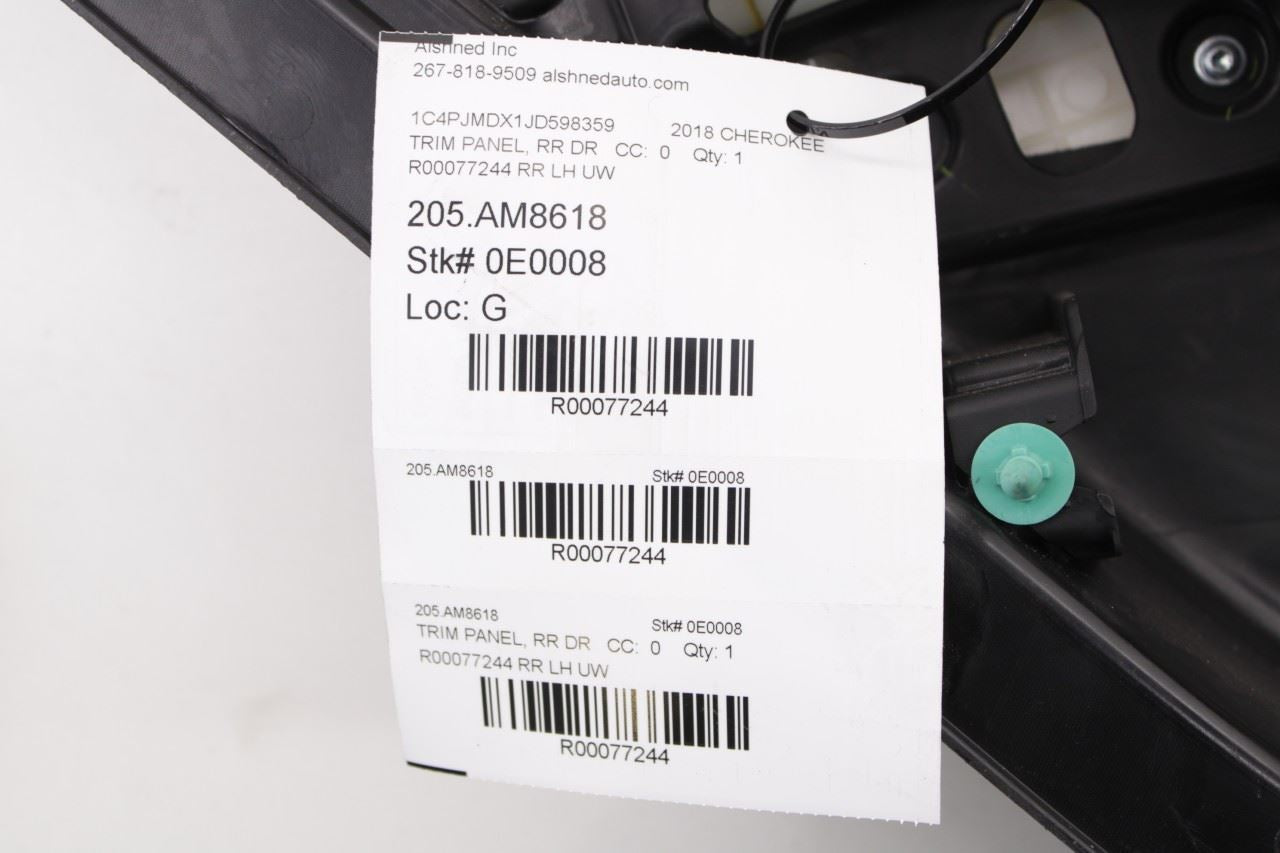 Alshned Inc
267-818-9509 alshnedauto.com
1C4PJMDX1JD598359 2018 CHEROKEE
TRIM PANEL, RR DR CC: 0 Qty: 1
R00077244 RR LH UW
205.AM8618
Stk# 0E0008
Loc: G
R00077244
205.AM8618 Stk# 0E0008
R00077244
205.AM8618 Stk# 0E0008
TRIM PANEL, RR DR CC: 0 Qty: 1
R00077244 RR LH UW
R00077244